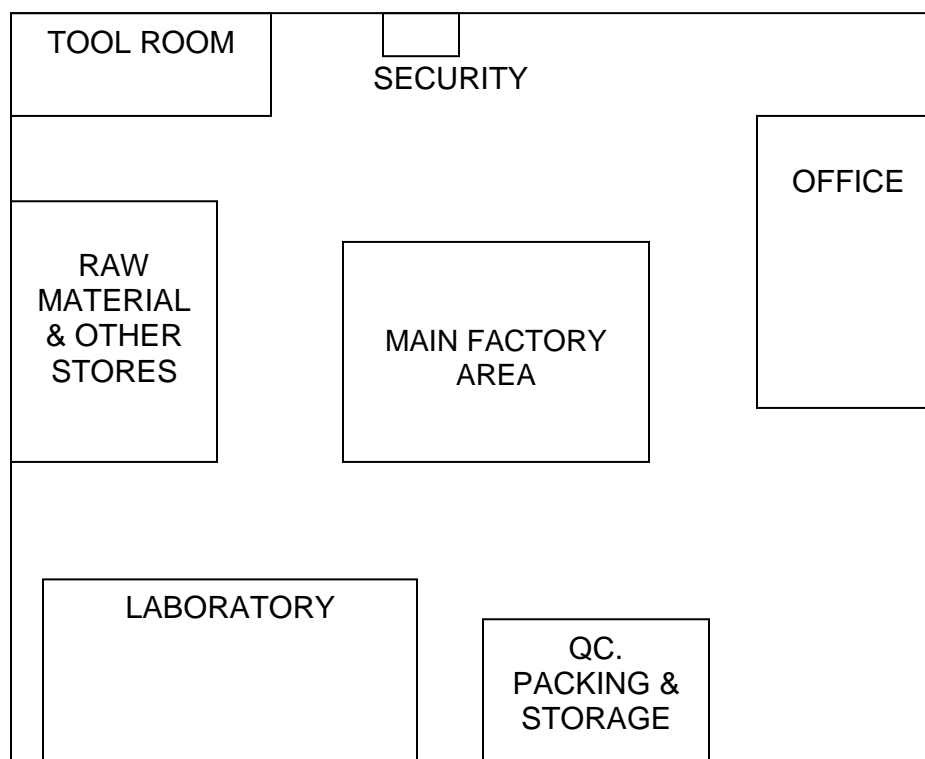 TOOL ROOM
SECURITY
OFFICE
RAW
MATERIAL
& OTHER
STORES
MAIN FACTORY
AREA
LABORATORY
QC.
PACKING &
STORAGE